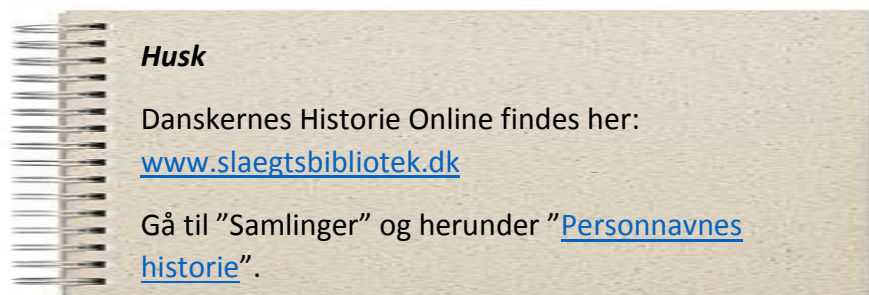 Husk
Danskernes Historie Online findes her:
www.slaegtsbibliotek.dk
Gå til ”Samlinger” og herunder ”Personnavnes
historie”.